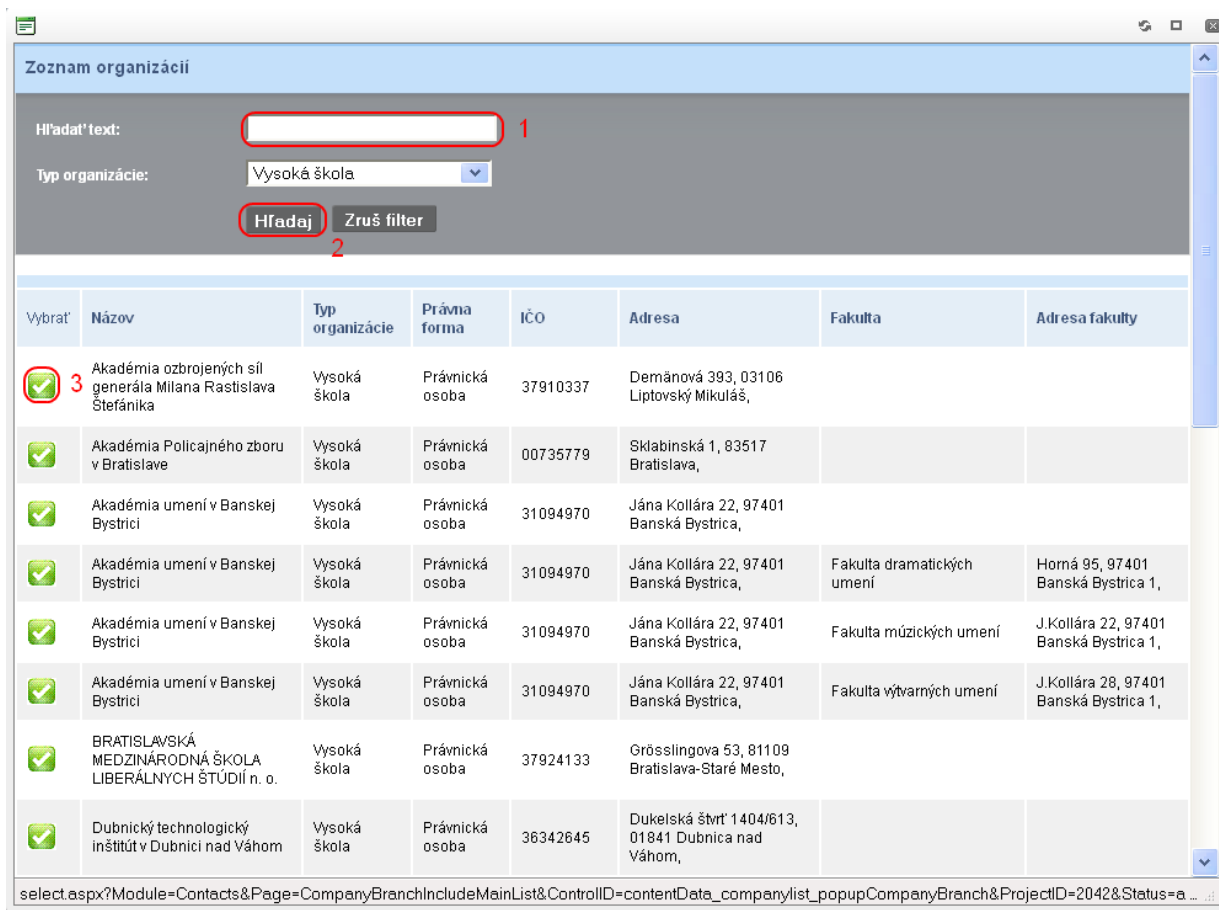 Zoznam organizácií
Hľadať text:
1
Typ organizácie:
Vysoká škola
Hľadaj
Zruš filter
2
Vybrať
Názov
Typ
organizácie
Právna
forma
IČO
Adresa
Fakulta
Adresa fakulty
3
Akadémia ozbrojených síl
generála Milana Rastislava
Štefánika
Vysoká
škola
Právnická
osoba
37910337
Demänová 393, 03106
Liptovský Mikuláš,
Akadémia Policajného zboru
v Bratislave
Vysoká
škola
Právnická
osoba
00735779
Sklabinská 1, 83517
Bratislava,
Akadémia umení v Banskej
Bystrici
Vysoká
škola
Právnická
osoba
31094970
Jána Kollára 22, 97401
Banská Bystrica,
Akadémia umení v Banskej
Bystrici
Vysoká
škola
Právnická
osoba
31094970
Jána Kollára 22, 97401
Banská Bystrica,
Fakulta dramatických
umení
Horná 95, 97401
Banská Bystrica 1,
Akadémia umení v Banskej
Bystrici
Vysoká
škola
Právnická
osoba
31094970
Jána Kollára 22, 97401
Banská Bystrica,
Fakulta múzických umení
J.Kollára 22, 97401
Banská Bystrica 1,
Akadémia umení v Banskej
Bystrici
Vysoká
škola
Právnická
osoba
31094970
Jána Kollára 22, 97401
Banská Bystrica,
Fakulta výtvarných umení
J.Kollára 28, 97401
Banská Bystrica 1,
BRATISLAVSKÁ
MEDZINÁRODNÁ ŠKOLA
LIBERÁLNYCH ŠTÚDIÍ n. o.
Vysoká
škola
Právnická
osoba
37924133
Grösslingova 53, 81109
Bratislava-Staré Mesto,
Dubnický technologický
inštitút v Dubnici nad Váhom
Vysoká
škola
Právnická
osoba
36342645
Dukelská štvrť 1404/613,
01841 Dubnica nad
Váhom,
select.aspx?Module=Contacts&Page=CompanyBranchIncludeMainList&ControlID=contentData_companylist_popupCompanyBranch&ProjectID=2042&Status=a ...